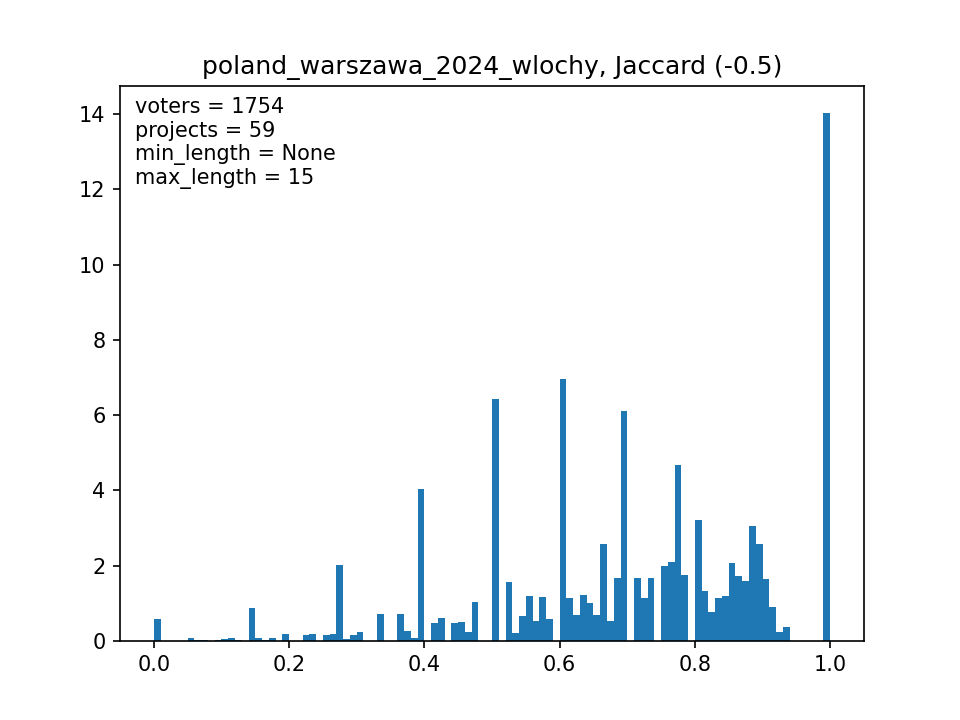 poland_warszawa_2024_wlochy, Jaccard (-0.5)
voters = 1754
projects = 59
min_length = None
max_length = 15
14
12
10
8
6
4
2
0
0.0 0.2 0.4 0.6 0.8 1.0